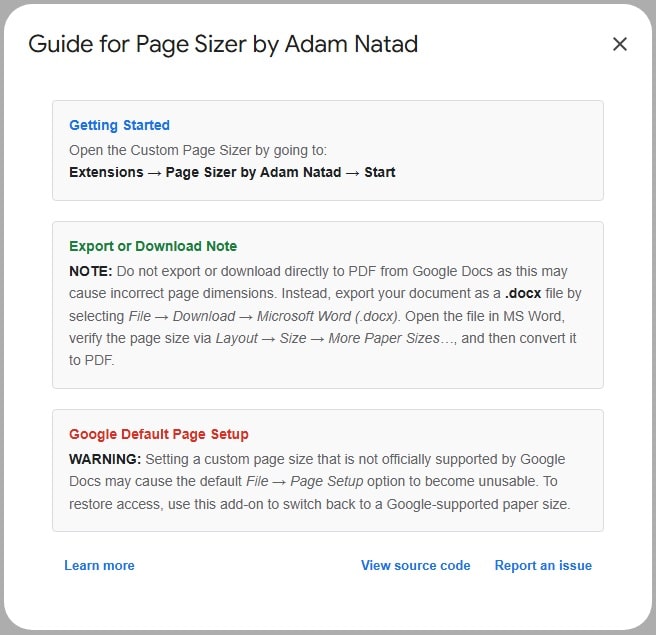 Guide for Page Sizer by Adam Natad
Getting Started
Open the Custom Page Sizer by going to:
Extensions → Page Sizer by Adam Natad → Start
Export or Download Note
NOTE: Do not export or download directly to PDF from Google Docs as this may
cause incorrect page dimensions. Instead, export your document as a .docx file by
selecting File → Download → Microsoft Word (.docx). Open the file in MS Word,
verify the page size via Layout → Size → More Paper Sizes…, and then convert it
to PDF.
Google Default Page Setup
WARNING: Setting a custom page size that is not officially supported by Google
Docs may cause the default File → Page Setup option to become unusable. To
restore access, use this add-on to switch back to a Google-supported paper size.
Learn more View source code Report an issue